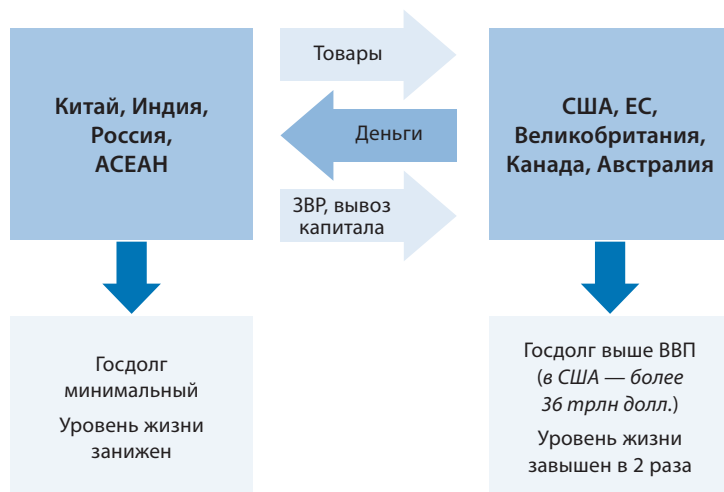 Китай, Индия,
Россия,
АСЕАН
Товары
Деньги
ЗВР, вывоз
капитала
США, ЕС,
Великобритания,
Канада, Австралия
Госдолг
минимальный
Уровень жизни
занижен
Госдолг выше ВВП
(в США — более
36 трлн долл.)
Уровень жизни
завышен в 2 раза